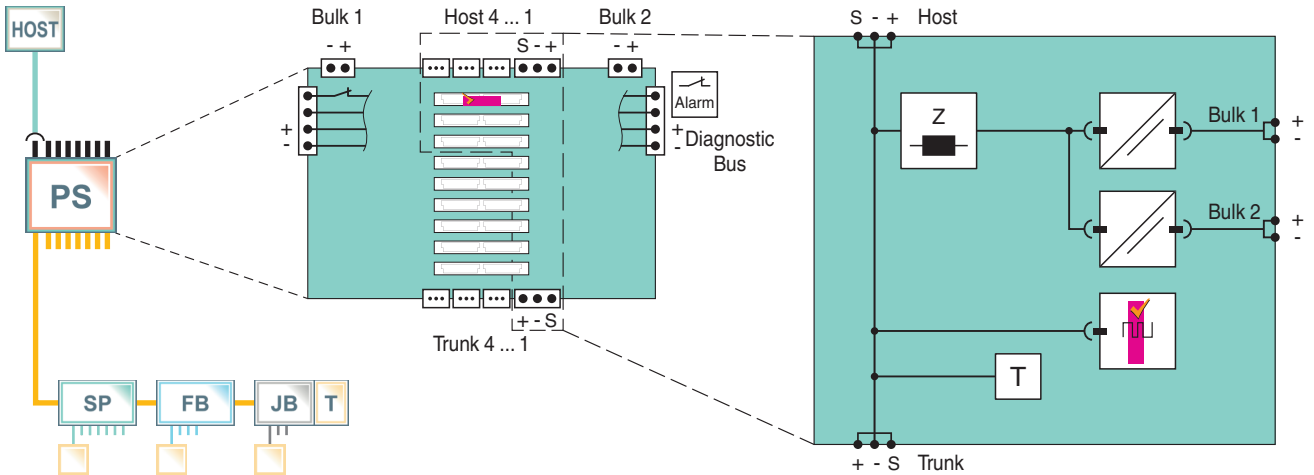 HOST
PS
SP
FB
JB
T
Bulk 1
Host 4 ... 1
Bulk 2
- +
S - +
- +
+
-
Alarm
+
-
Diagnostic
Bus
+ - S
Trunk 4 ... 1
S - +
Host
Z
Bulk 1
+
-
Bulk 2
+
-
T
+ - S
Trunk